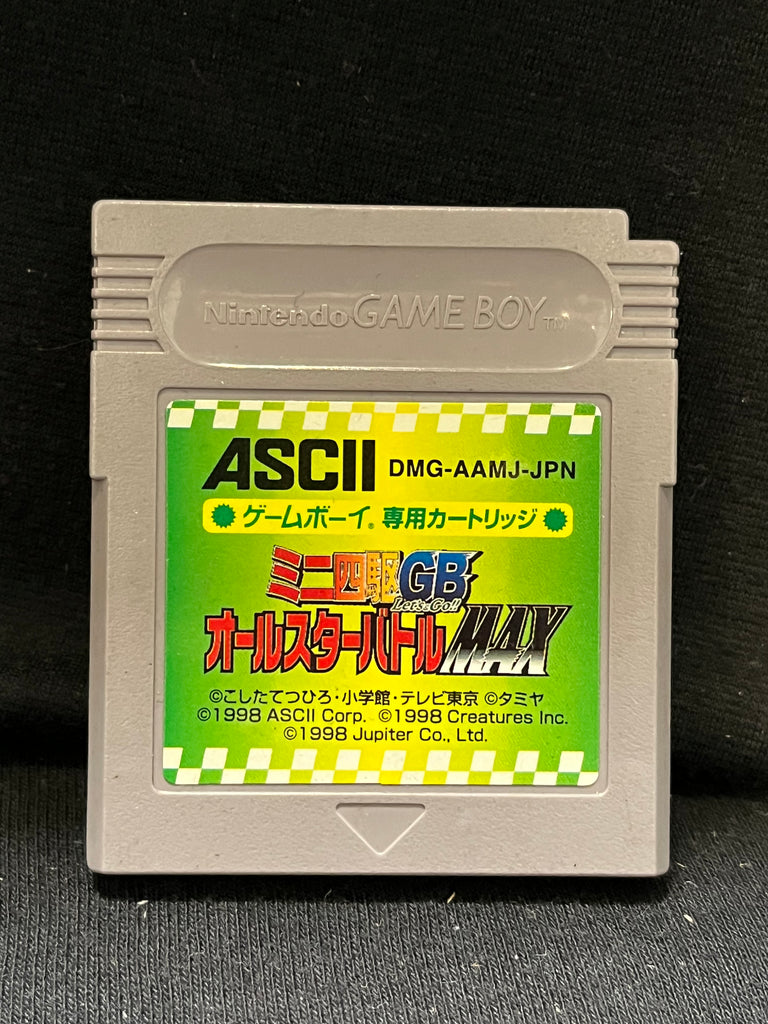 Nintendo GAME BOY TM
ASCII DMG-AAMJ-JPN
ゲームボーイ® 専用カートリッジ
ミニ四駆GB
Let's Go!!
オールスターバトルMAX
©こしたてつひろ・小学館・テレビ東京 ©タミヤ
©1998 ASCII Corp. ©1998 Creatures Inc.
©1998 Jupiter Co., Ltd.